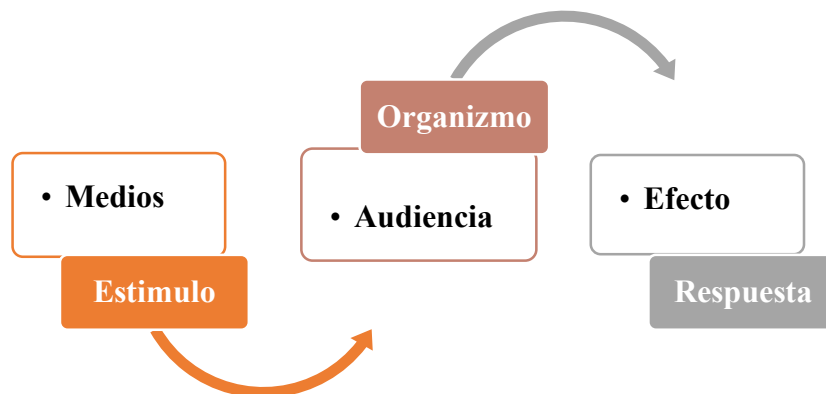 • Medios
Estimulo
Organizmo
• Audiencia
• Efecto
Respuesta